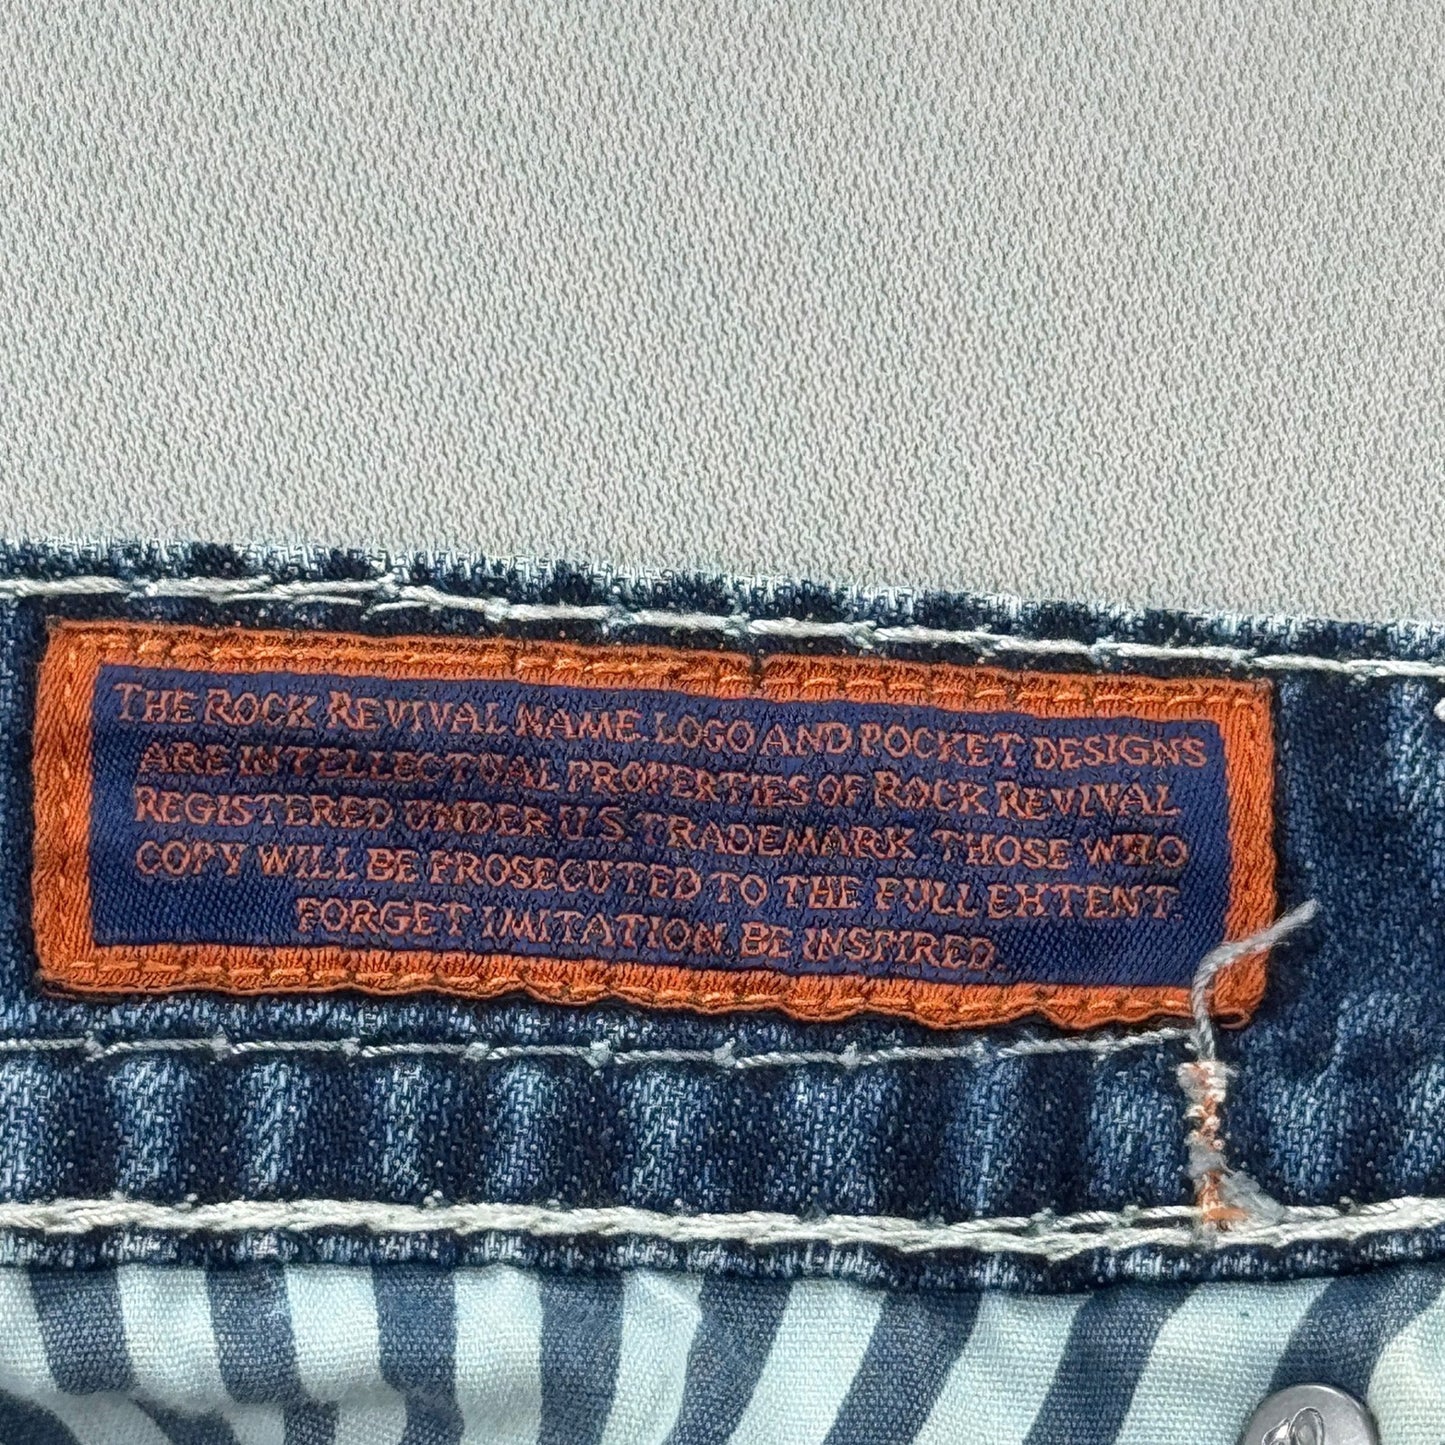 THE ROCK REVIVAL NAME. LOGO AND POCKET DESIGNS
ARE INTELLECTUAL PROPERTIES OF ROCK REVIVAL
REGISTERED UNDER U.S TRADEMARK. THOSE WHO
COPY WILL BE PROSECUTED TO THE FULL EXTENT.
FORGET IMITATION. BE INSPIRED.